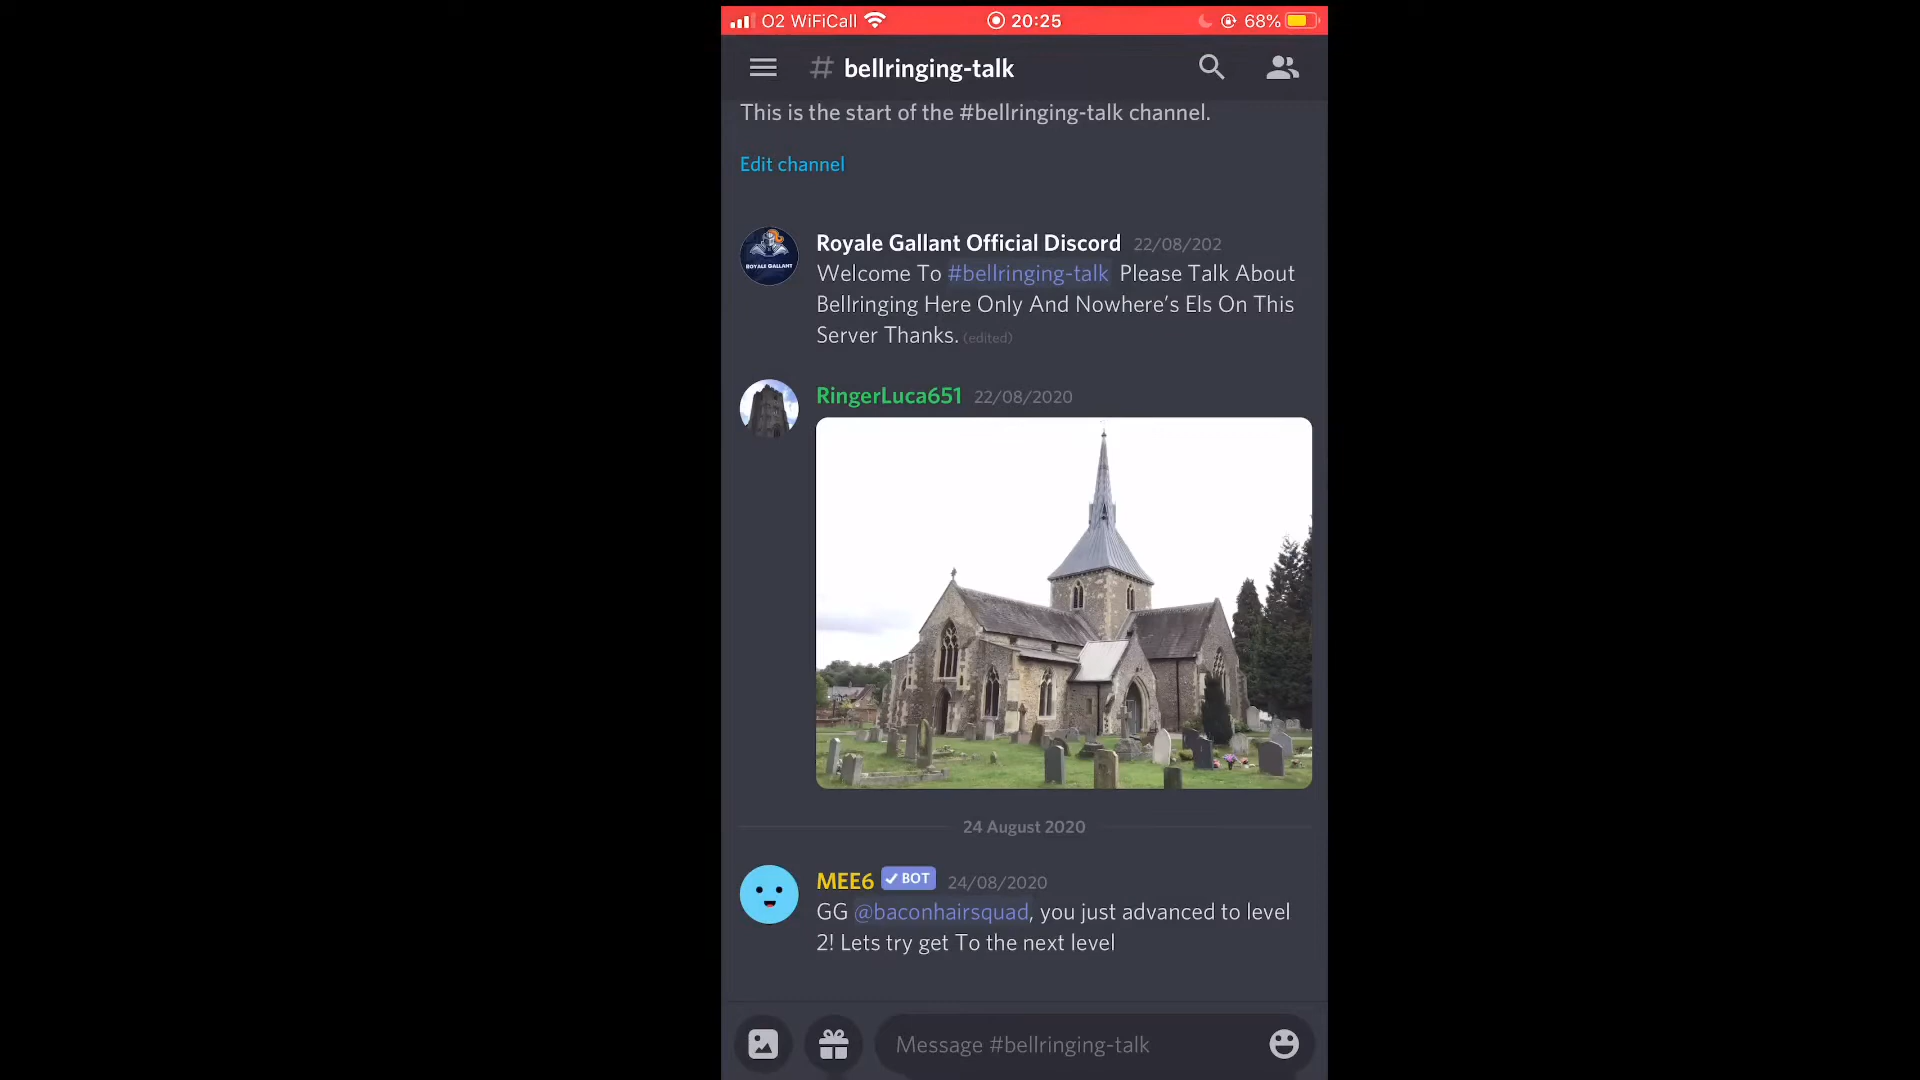 O2 WiFiCall 20:25 68%
# bellringing-talk
This is the start of the #bellringing-talk channel.
Edit channel
Royale Gallant Official Discord 22/08/202
Welcome To #bellringing-talk Please Talk About
Bellringing Here Only And Nowhere’s Els On This
Server Thanks. (edited)
ROYALE GALLANT
RingerLuca651 22/08/2020
24 August 2020
MEE6 BOT 24/08/2020
GG @baconhairsquad, you just advanced to level
2! Lets try get To the next level
Message #bellringing-talk